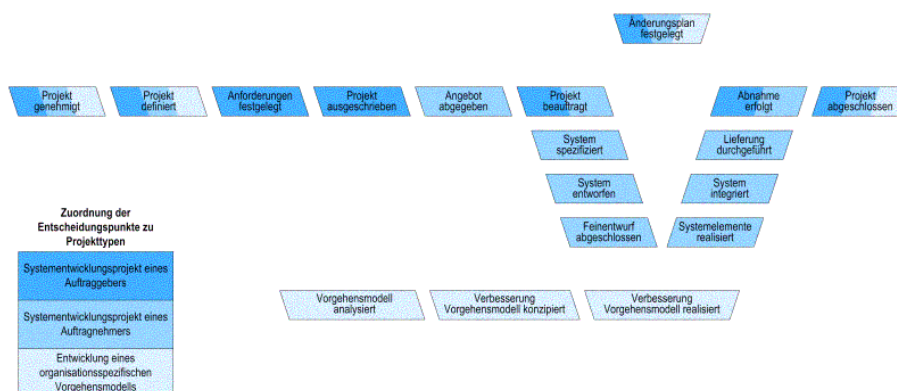 Änderungsplan
festgelegt
Projekt
genehmigt
Projekt
definiert
Anforderungen
festgelegt
Projekt
ausgeschrieben
Angebot
abgegeben
Projekt
beauftragt
Abnahme
erfolgt
Projekt
abgeschlossen
System
spezifiziert
Lieferung
durchgeführt
System
entworfen
System
integriert
Feinentwurf
abgeschlossen
Systemelemente
realisiert
Zuordnung der
Entscheidungspunkte zu
Projekttypen
Systementwicklungsprojekt eines
Auftraggebers
Systementwicklungsprojekt eines
Auftragnehmers
Entwicklung eines
organisationsspezifischen
Vorgehensmodells
Vorgehensmodell
analysiert
Verbesserung
Vorgehensmodell konzipiert
Verbesserung
Vorgehensmodell realisiert